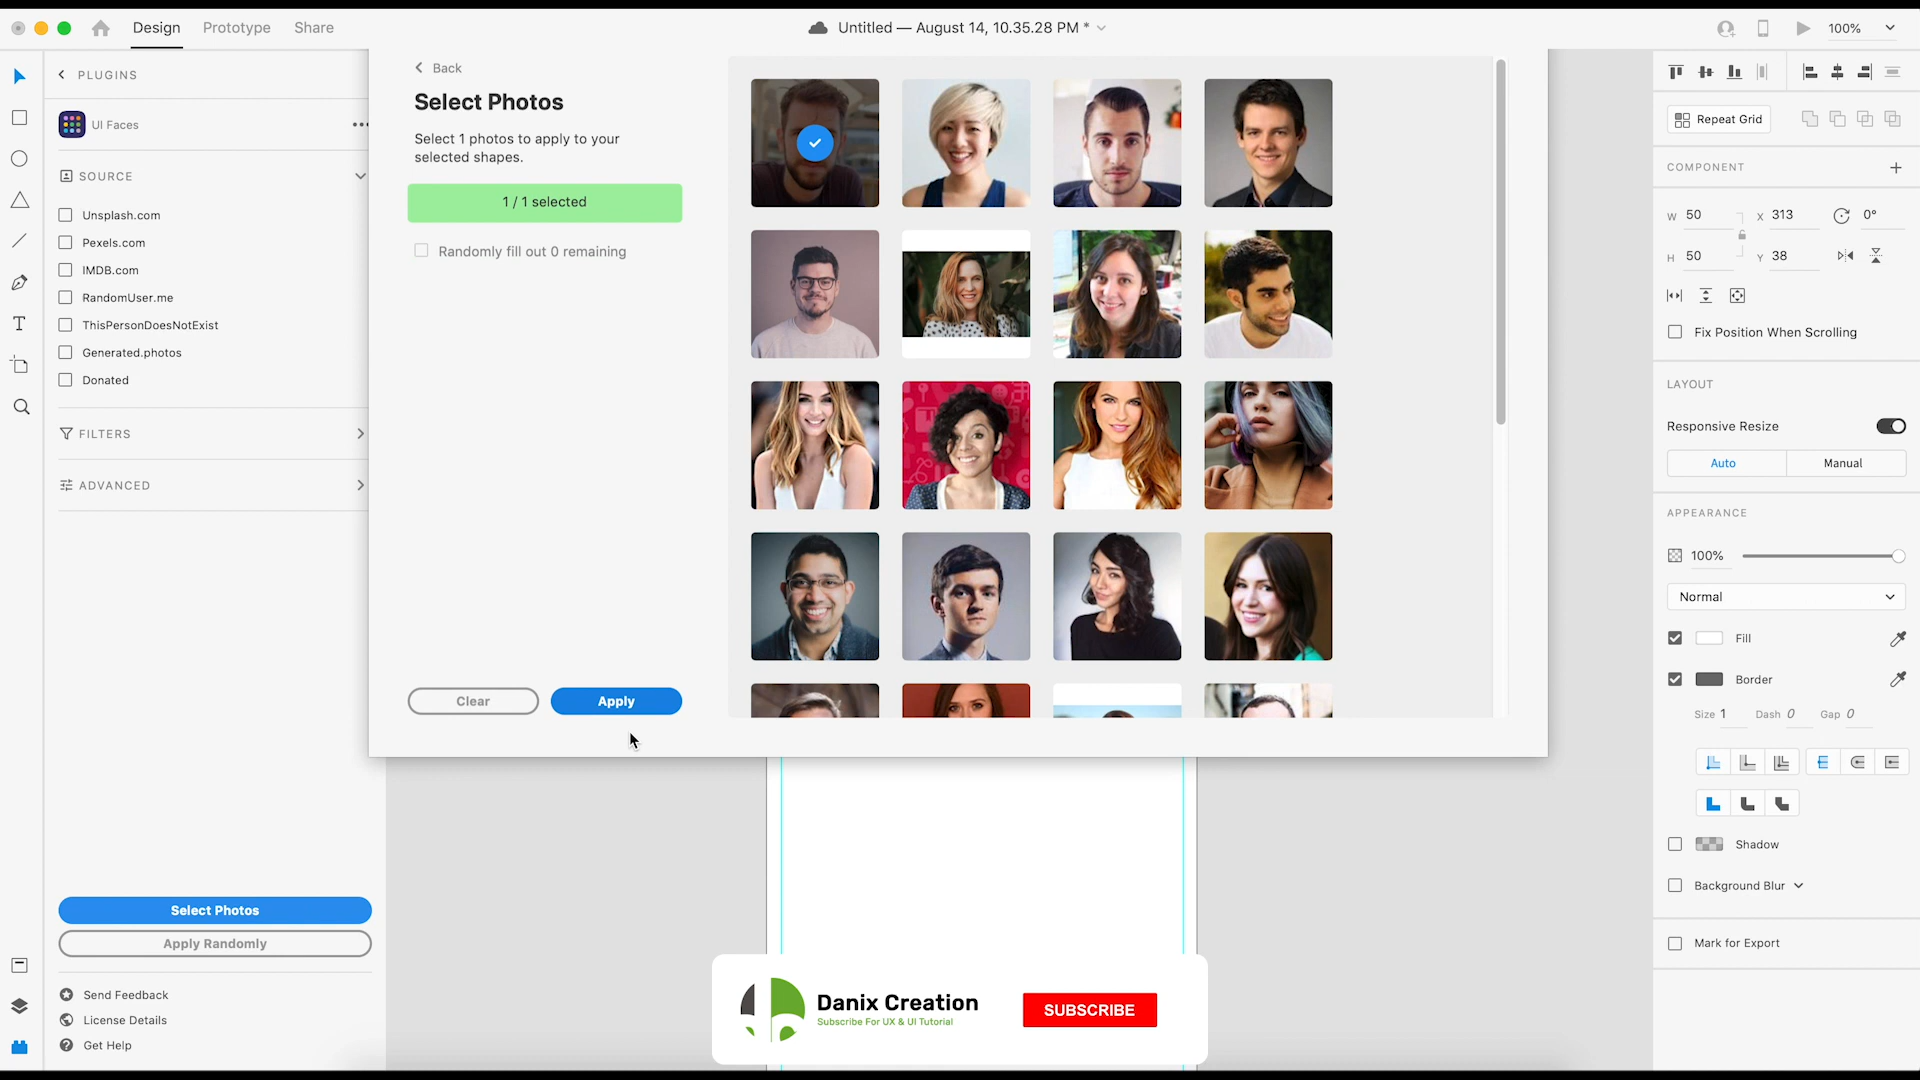 Design
Prototype
Share
Untitled — August 14, 10.35.28 PM *
100%
PLUGINS
UI Faces
SOURCE
Unsplash.com
Pexels.com
IMDB.com
RandomUser.me
ThisPersonDoesNotExist
Generated.photos
Donated
FILTERS
ADVANCED
Select Photos
Apply Randomly
Send Feedback
License Details
Get Help
Back
Select Photos
Select 1 photos to apply to your
selected shapes.
1 / 1 selected
Randomly fill out 0 remaining
Clear
Apply
Danix Creation
Subscribe For UX & UI Tutorial
SUBSCRIBE
Repeat Grid
COMPONENT
W 50 X 313 0°
H 50 Y 38
Fix Position When Scrolling
LAYOUT
Responsive Resize
Auto Manual
APPEARANCE
100%
Normal
Fill
Border
Size 1 Dash 0 Gap 0
Shadow
Background Blur
Mark for Export